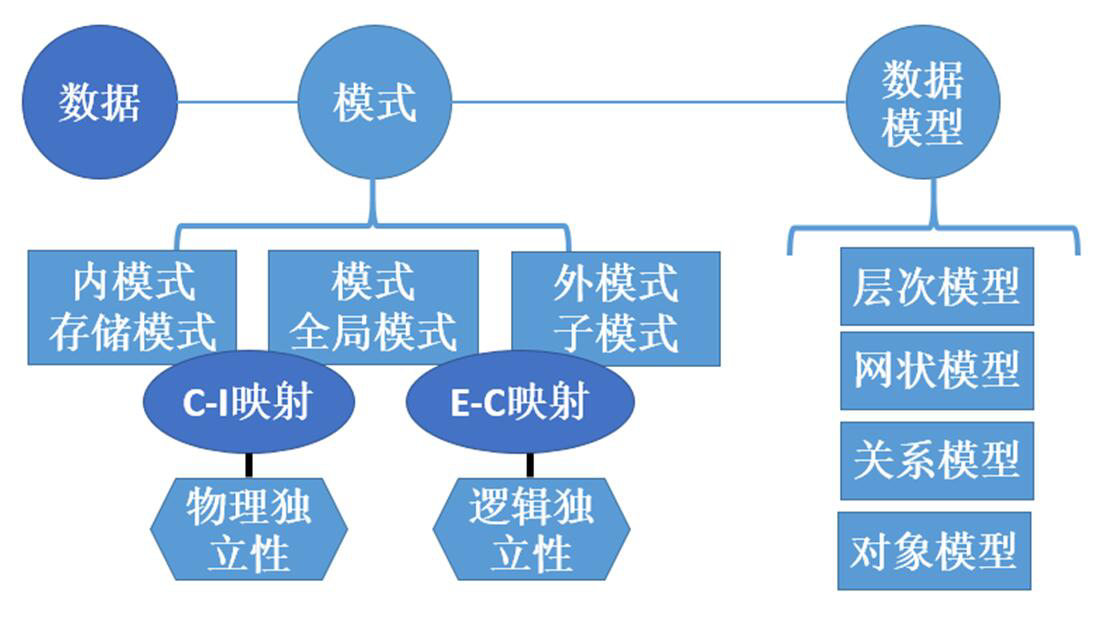 数据
模式
数据
模型
内模式
存储模式
模式
全局模式
外模式
子模式
C-I映射
E-C映射
物理独
立性
逻辑独
立性
层次模型
网状模型
关系模型
对象模型